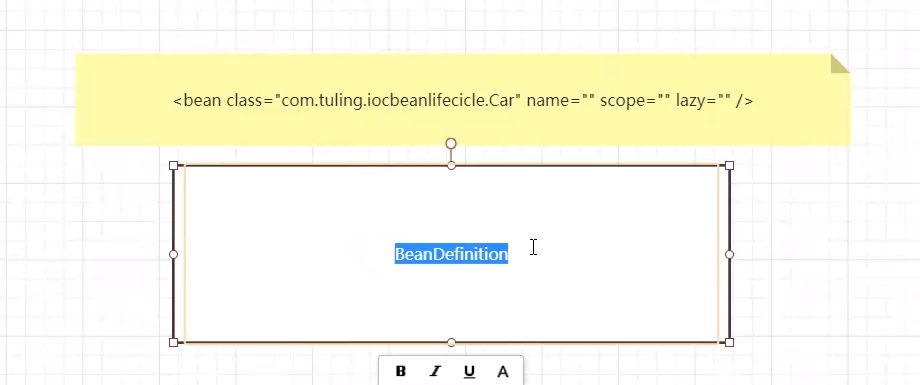 <bean class="com.tuling.iocbeanlifecicle.Car" name="" scope="" lazy="" />
BeanDefinition
B I U A